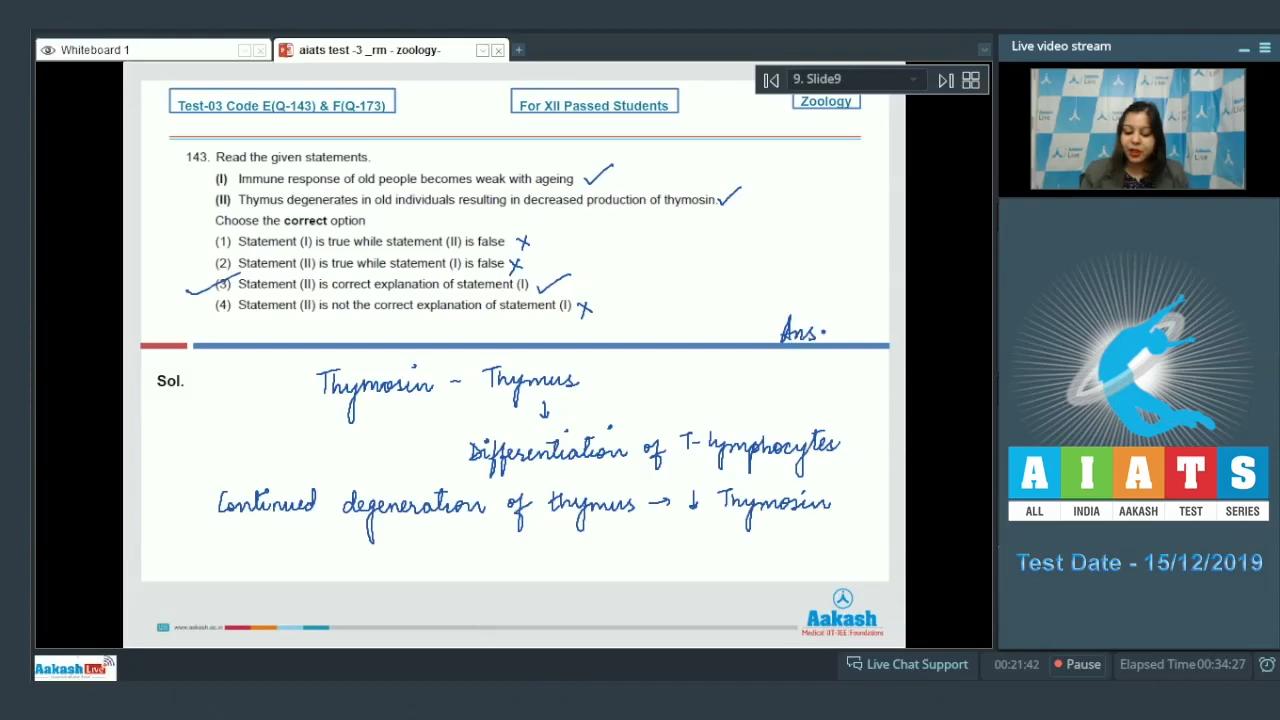 Whiteboard 1
aiats test -3 _rm - zoology-
Live video stream
9. Slide9
Test-03 Code E(Q-143) & F(Q-173)
For XII Passed Students
Zoology
143. Read the given statements.
(I) Immune response of old people becomes weak with ageing
(II) Thymus degenerates in old individuals resulting in decreased production of thymosin.
Choose the correct option
(1) Statement (I) is true while statement (II) is false
(2) Statement (II) is true while statement (I) is false
(3) Statement (II) is correct explanation of statement (I)
(4) Statement (II) is not the correct explanation of statement (I)
Ans.
Sol.
Thymosin - Thymus
↓
Differentiation of T-lymphocytes
Continued degeneration of thymus → ↓ Thymosin
www.aakash.ac.in
Aakash
Medical|IIT-JEE|Foundations
A I A T S
ALL INDIA AAKASH TEST SERIES
Test Date - 15/12/2019
Aakash Live
Live Chat Support
00:21:42
Pause
Elapsed Time 00:34:27